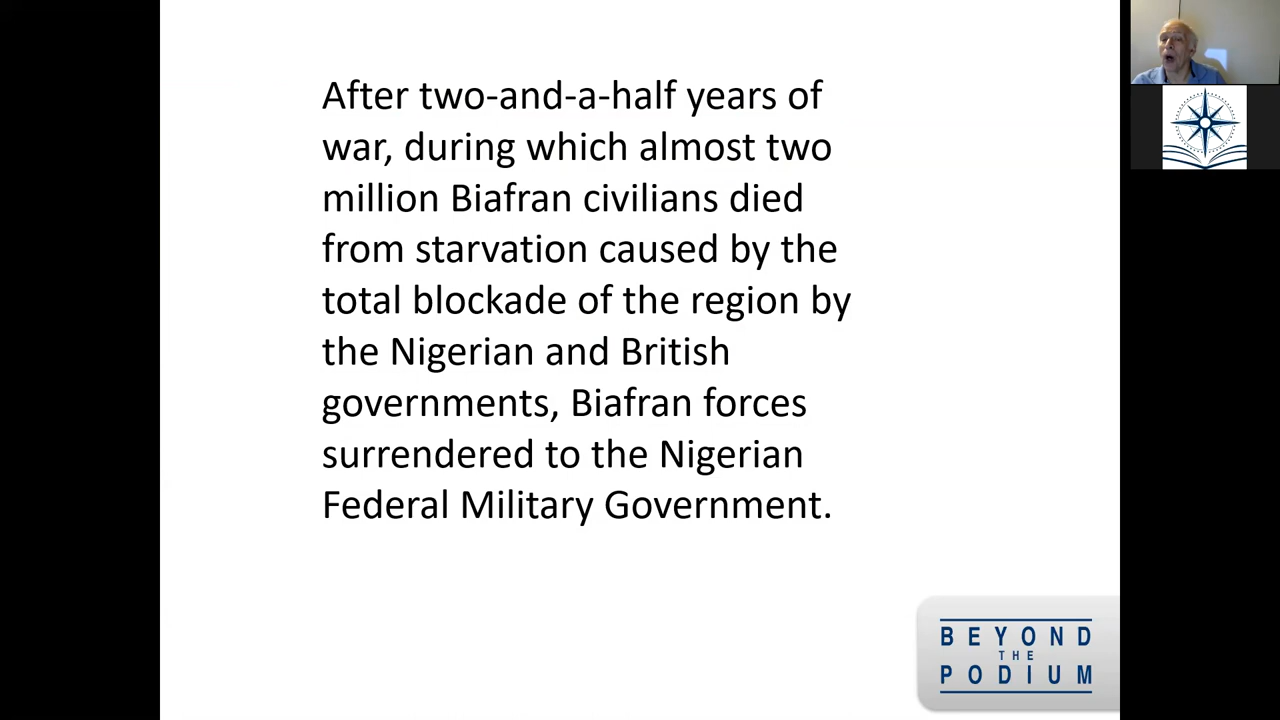 After two-and-a-half years of
war, during which almost two
million Biafran civilians died
from starvation caused by the
total blockade of the region by
the Nigerian and British
governments, Biafran forces
surrendered to the Nigerian
Federal Military Government.
BEYOND
THE
PODIUM